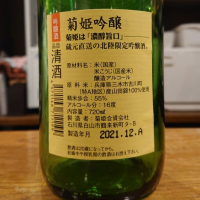 清酒
菊姫吟醸
菊姫は「濃醇旨口」
蔵元直送の北陸限定吟醸酒。
原材料名：米(国産)
米こうじ(国産米)
醸造アルコール
原料米：兵庫県三木市吉川町
(特A地区)産山田錦100%使用
精米歩合：55%
アルコール分：16度
内容量：720ml
製造者：菊姫合資会社
石川県白山市鶴来新町タ8
製造年月
2021.12.A